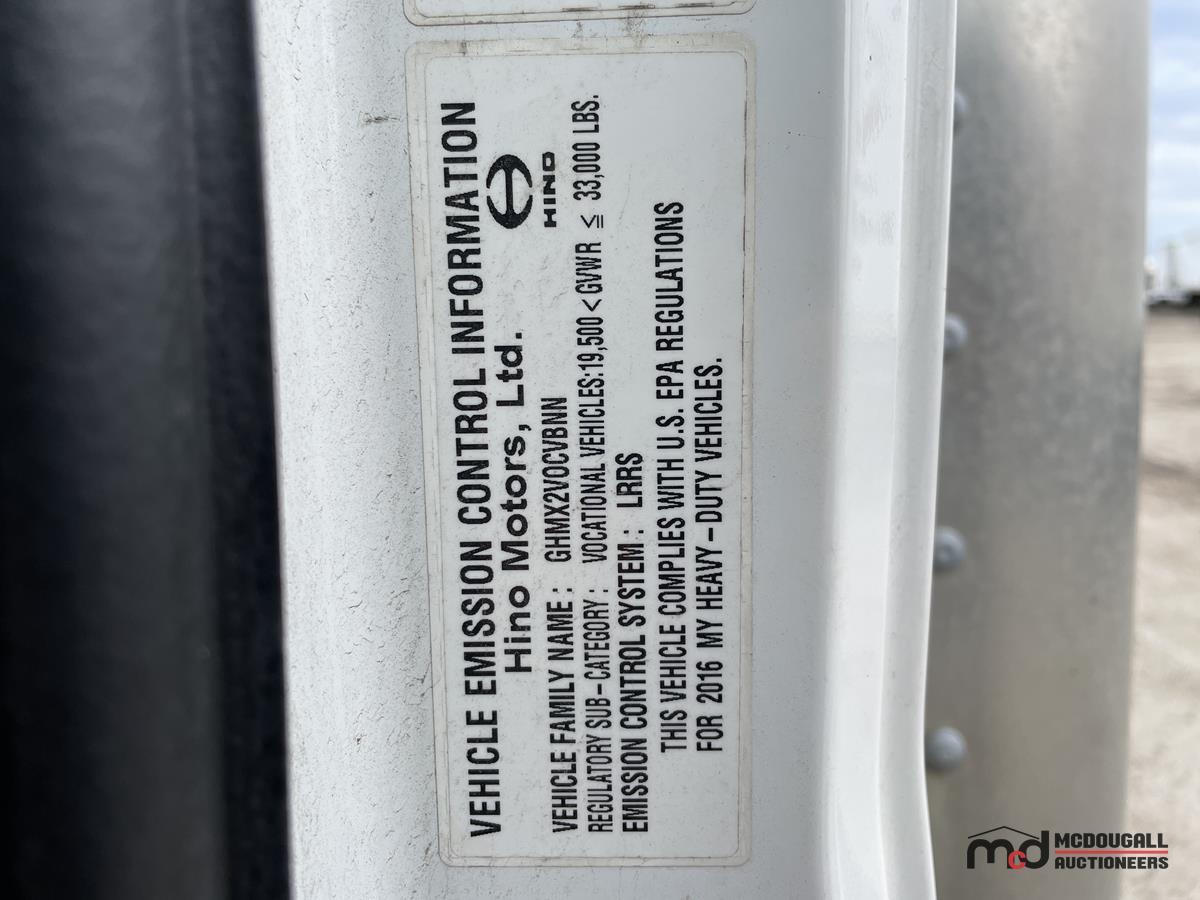 VEHICLE EMISSION CONTROL INFORMATION
Hino Motors, Ltd.
HINO
VEHICLE FAMILY NAME : GHMX2VOCVBNN
REGULATORY SUB-CATEGORY : VOCATIONAL VEHICLES:19,500 < GVWR ≦ 33,000 LBS.
EMISSION CONTROL SYSTEM : LRRS
THIS VEHICLE COMPLIES WITH U.S. EPA REGULATIONS
FOR 2016 MY HEAVY-DUTY VEHICLES.
mcd MCDOUGALL
AUCTIONEERS